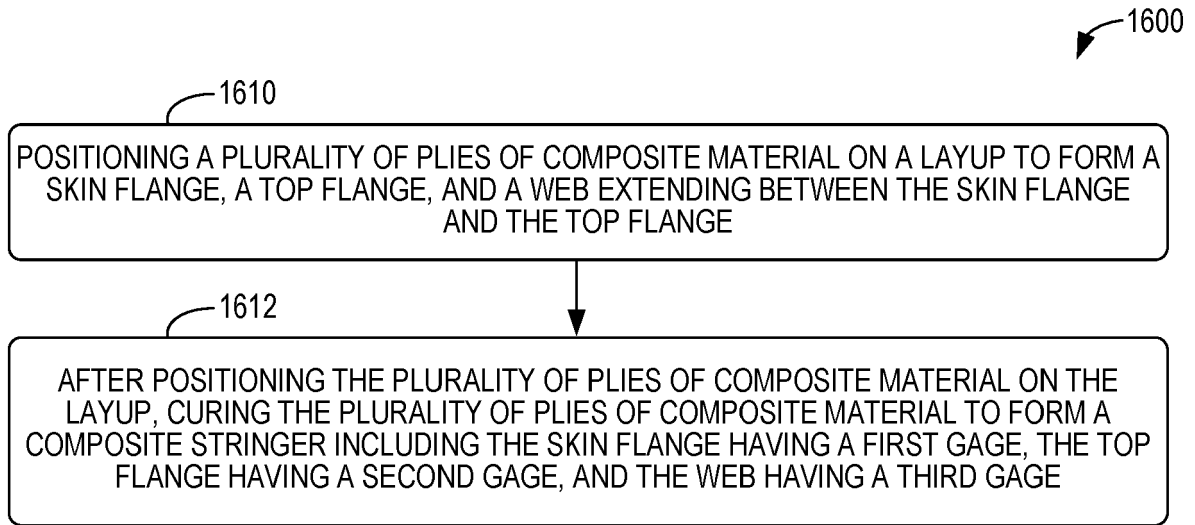 1600
1610
POSITIONING A PLURALITY OF PLIES OF COMPOSITE MATERIAL ON A LAYUP TO FORM A
SKIN FLANGE, A TOP FLANGE, AND A WEB EXTENDING BETWEEN THE SKIN FLANGE
AND THE TOP FLANGE
1612
AFTER POSITIONING THE PLURALITY OF PLIES OF COMPOSITE MATERIAL ON THE
LAYUP, CURING THE PLURALITY OF PLIES OF COMPOSITE MATERIAL TO FORM A
COMPOSITE STRINGER INCLUDING THE SKIN FLANGE HAVING A FIRST GAGE, THE TOP
FLANGE HAVING A SECOND GAGE, AND THE WEB HAVING A THIRD GAGE